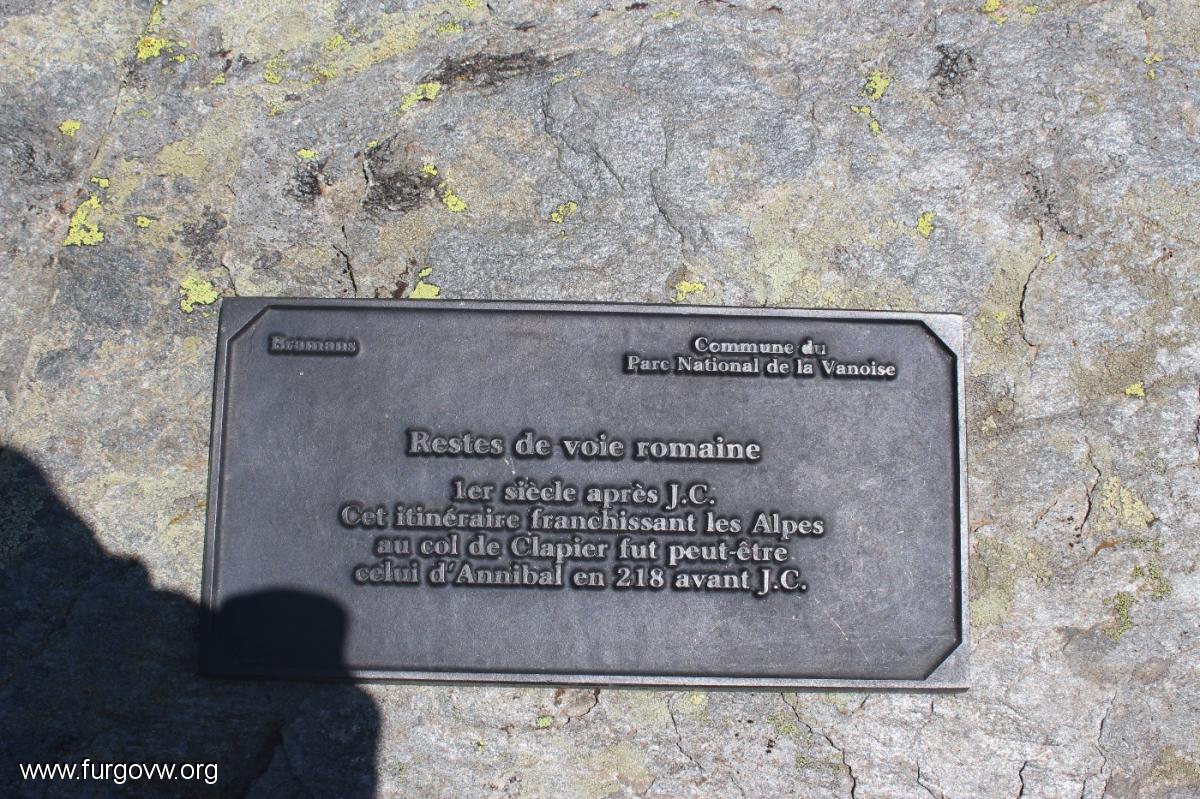 Bramans
Commune du
Parc National de la Vanoise
Restes de voie romaine
1er siècle après J.C.
Cet itinéraire franchissant les Alpes
au col de Clapier fut peut-être
celui d'Annibal en 218 avant J.C.
www.furgovw.org